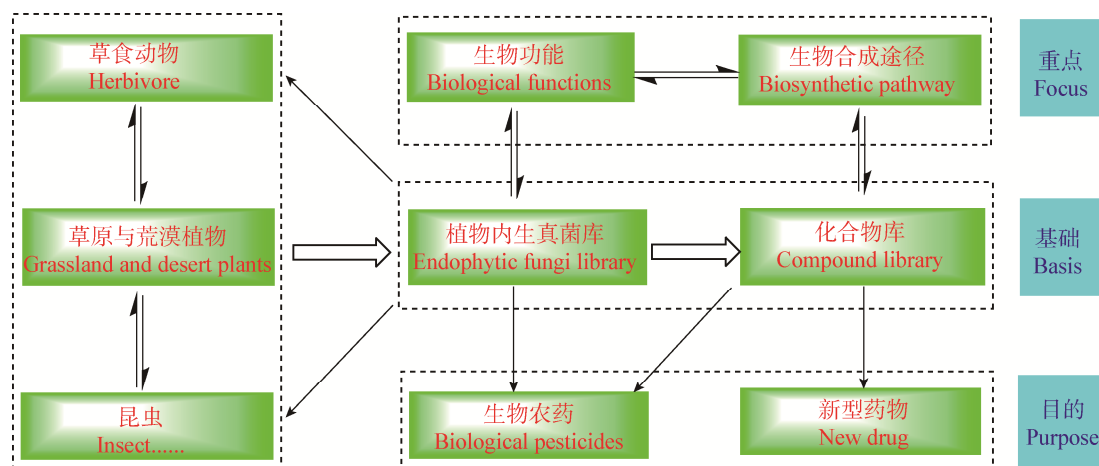 草食动物
Herbivore
生物功能
Biological functions
生物合成途径
Biosynthetic pathway
重点
Focus
草原与荒漠植物
Grassland and desert plants
植物内生真菌库
Endophytic fungi library
化合物库
Compound library
基础
Basis
昆虫
Insect......
生物农药
Biological pesticides
新型药物
New drug
目的
Purpose